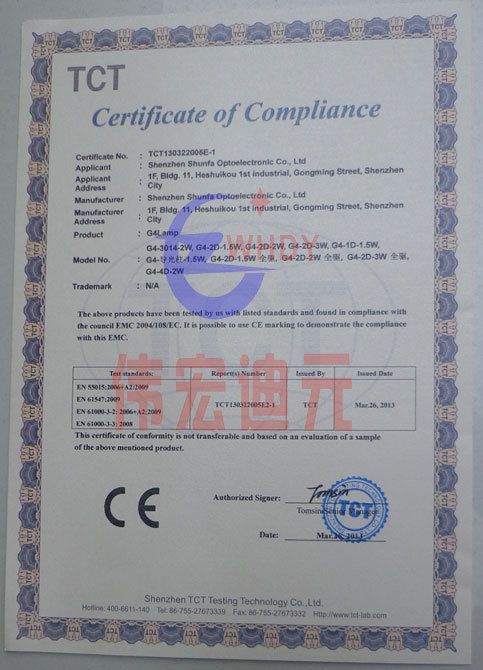 TCT
Certificate of Compliance
Certificate No. : TCT130322005E-1
Applicant : Shenzhen Shunfa Optoelectronic Co., Ltd
Applicant Address : 1F, Bldg. 11, Heshuikou 1st industrial, Gongming Street, Shenzhen
City
Manufacturer : Shenzhen Shunfa Optoelectronic Co., Ltd
Manufacturer Address : 1F, Bldg. 11, Heshuikou 1st industrial, Gongming Street, Shenzhen
City
Product : G4Lamp
G4-3014-2W, G4-2D-1.5W, G4-2D-2W, G4-2D-3W, G4-1D-1.5W,
Model No. : G4-导光柱-1.5W, G4-2D-1.5W 全驱, G4-2D-2W 全驱, G4-2D-3W 全驱,
G4-4D-2W
Trademark : N/A
EWHDY
The above products have been tested by us with listed standards and found in compliance with
the council EMC 2004/108/EC. It is possible to use CE marking to demonstrate the compliance
with this EMC.
伟宏迪元
Test standards: Report(s) Number Issued By Issued Date
EN 55015:2006+A2:2009
EN 61547:2009
EN 61000-3-2: 2006+A2:2009
EN 61000-3-3: 2008
TCT130322005E2-1 TCT Mar.26, 2013
This certificate of conformity is not transferable and based on an evaluation of a sample
of the above mentioned product.
CE
Authorized Signer: Tomsin
Tomsin/Senior Manager
TCT
Date: Mar.26, 2013
Shenzhen TCT Testing Technology Co.,Ltd.
Hotline: 400-6611-140 Tel: 86-755-27673339 Fax: 86-755-27677332 Http://www.tct-lab.com